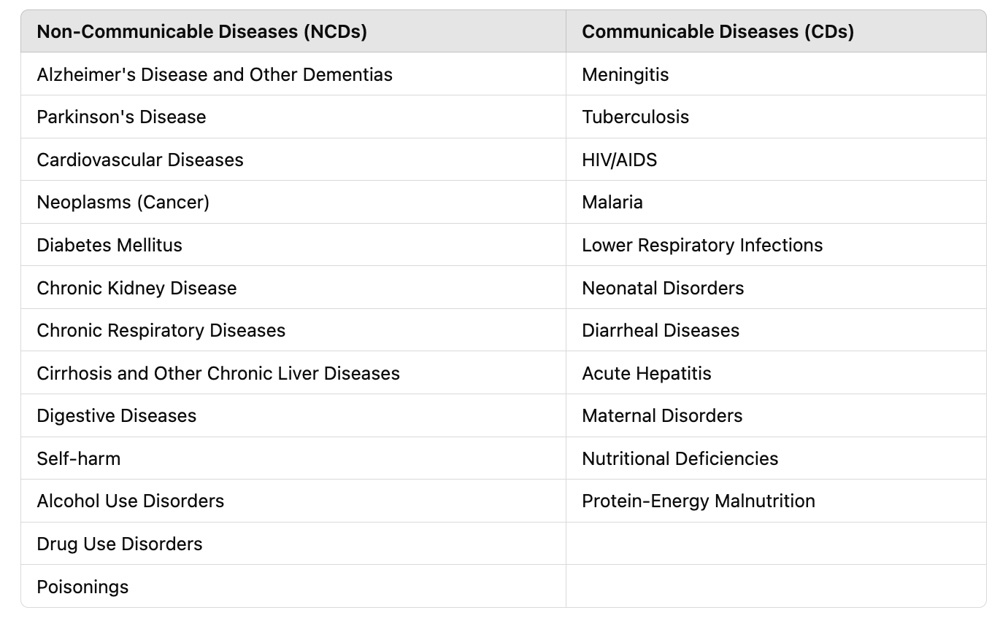 Non-Communicable Diseases (NCDs) Communicable Diseases (CDs)
Alzheimer's Disease and Other Dementias Meningitis
Parkinson's Disease Tuberculosis
Cardiovascular Diseases HIV/AIDS
Neoplasms (Cancer) Malaria
Diabetes Mellitus Lower Respiratory Infections
Chronic Kidney Disease Neonatal Disorders
Chronic Respiratory Diseases Diarrheal Diseases
Cirrhosis and Other Chronic Liver Diseases Acute Hepatitis
Digestive Diseases Maternal Disorders
Self-harm Nutritional Deficiencies
Alcohol Use Disorders Protein-Energy Malnutrition
Drug Use Disorders
Poisonings